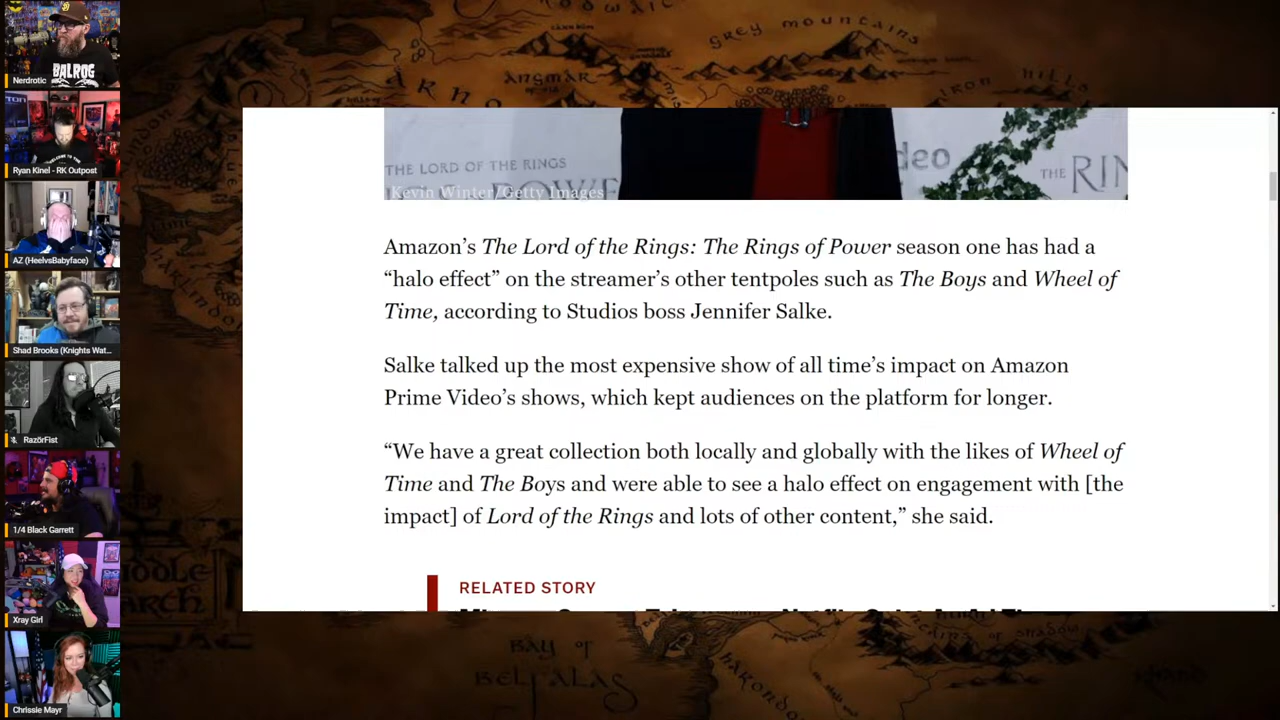 GREY MOUNTAINS
ANGMAR
BALROG
Nerdrotic
Ryan Kinel - RK Outpost
AZ (HeelvsBabyface)
Shad Brooks (Knights Wat...
RazörFist
1/4 Black Garrett
Xray Girl
Chrissie Mayr
THE LORD OF THE RINGS
deo
THE RIN
Kevin Winter/Getty Images
Amazon’s The Lord of the Rings: The Rings of Power season one has had a
“halo effect” on the streamer’s other tentpoles such as The Boys and Wheel of
Time, according to Studios boss Jennifer Salke.
Salke talked up the most expensive show of all time’s impact on Amazon
Prime Video’s shows, which kept audiences on the platform for longer.
“We have a great collection both locally and globally with the likes of Wheel of
Time and The Boys and were able to see a halo effect on engagement with [the
impact] of Lord of the Rings and lots of other content,” she said.
RELATED STORY
BAY OF
BELFALAS